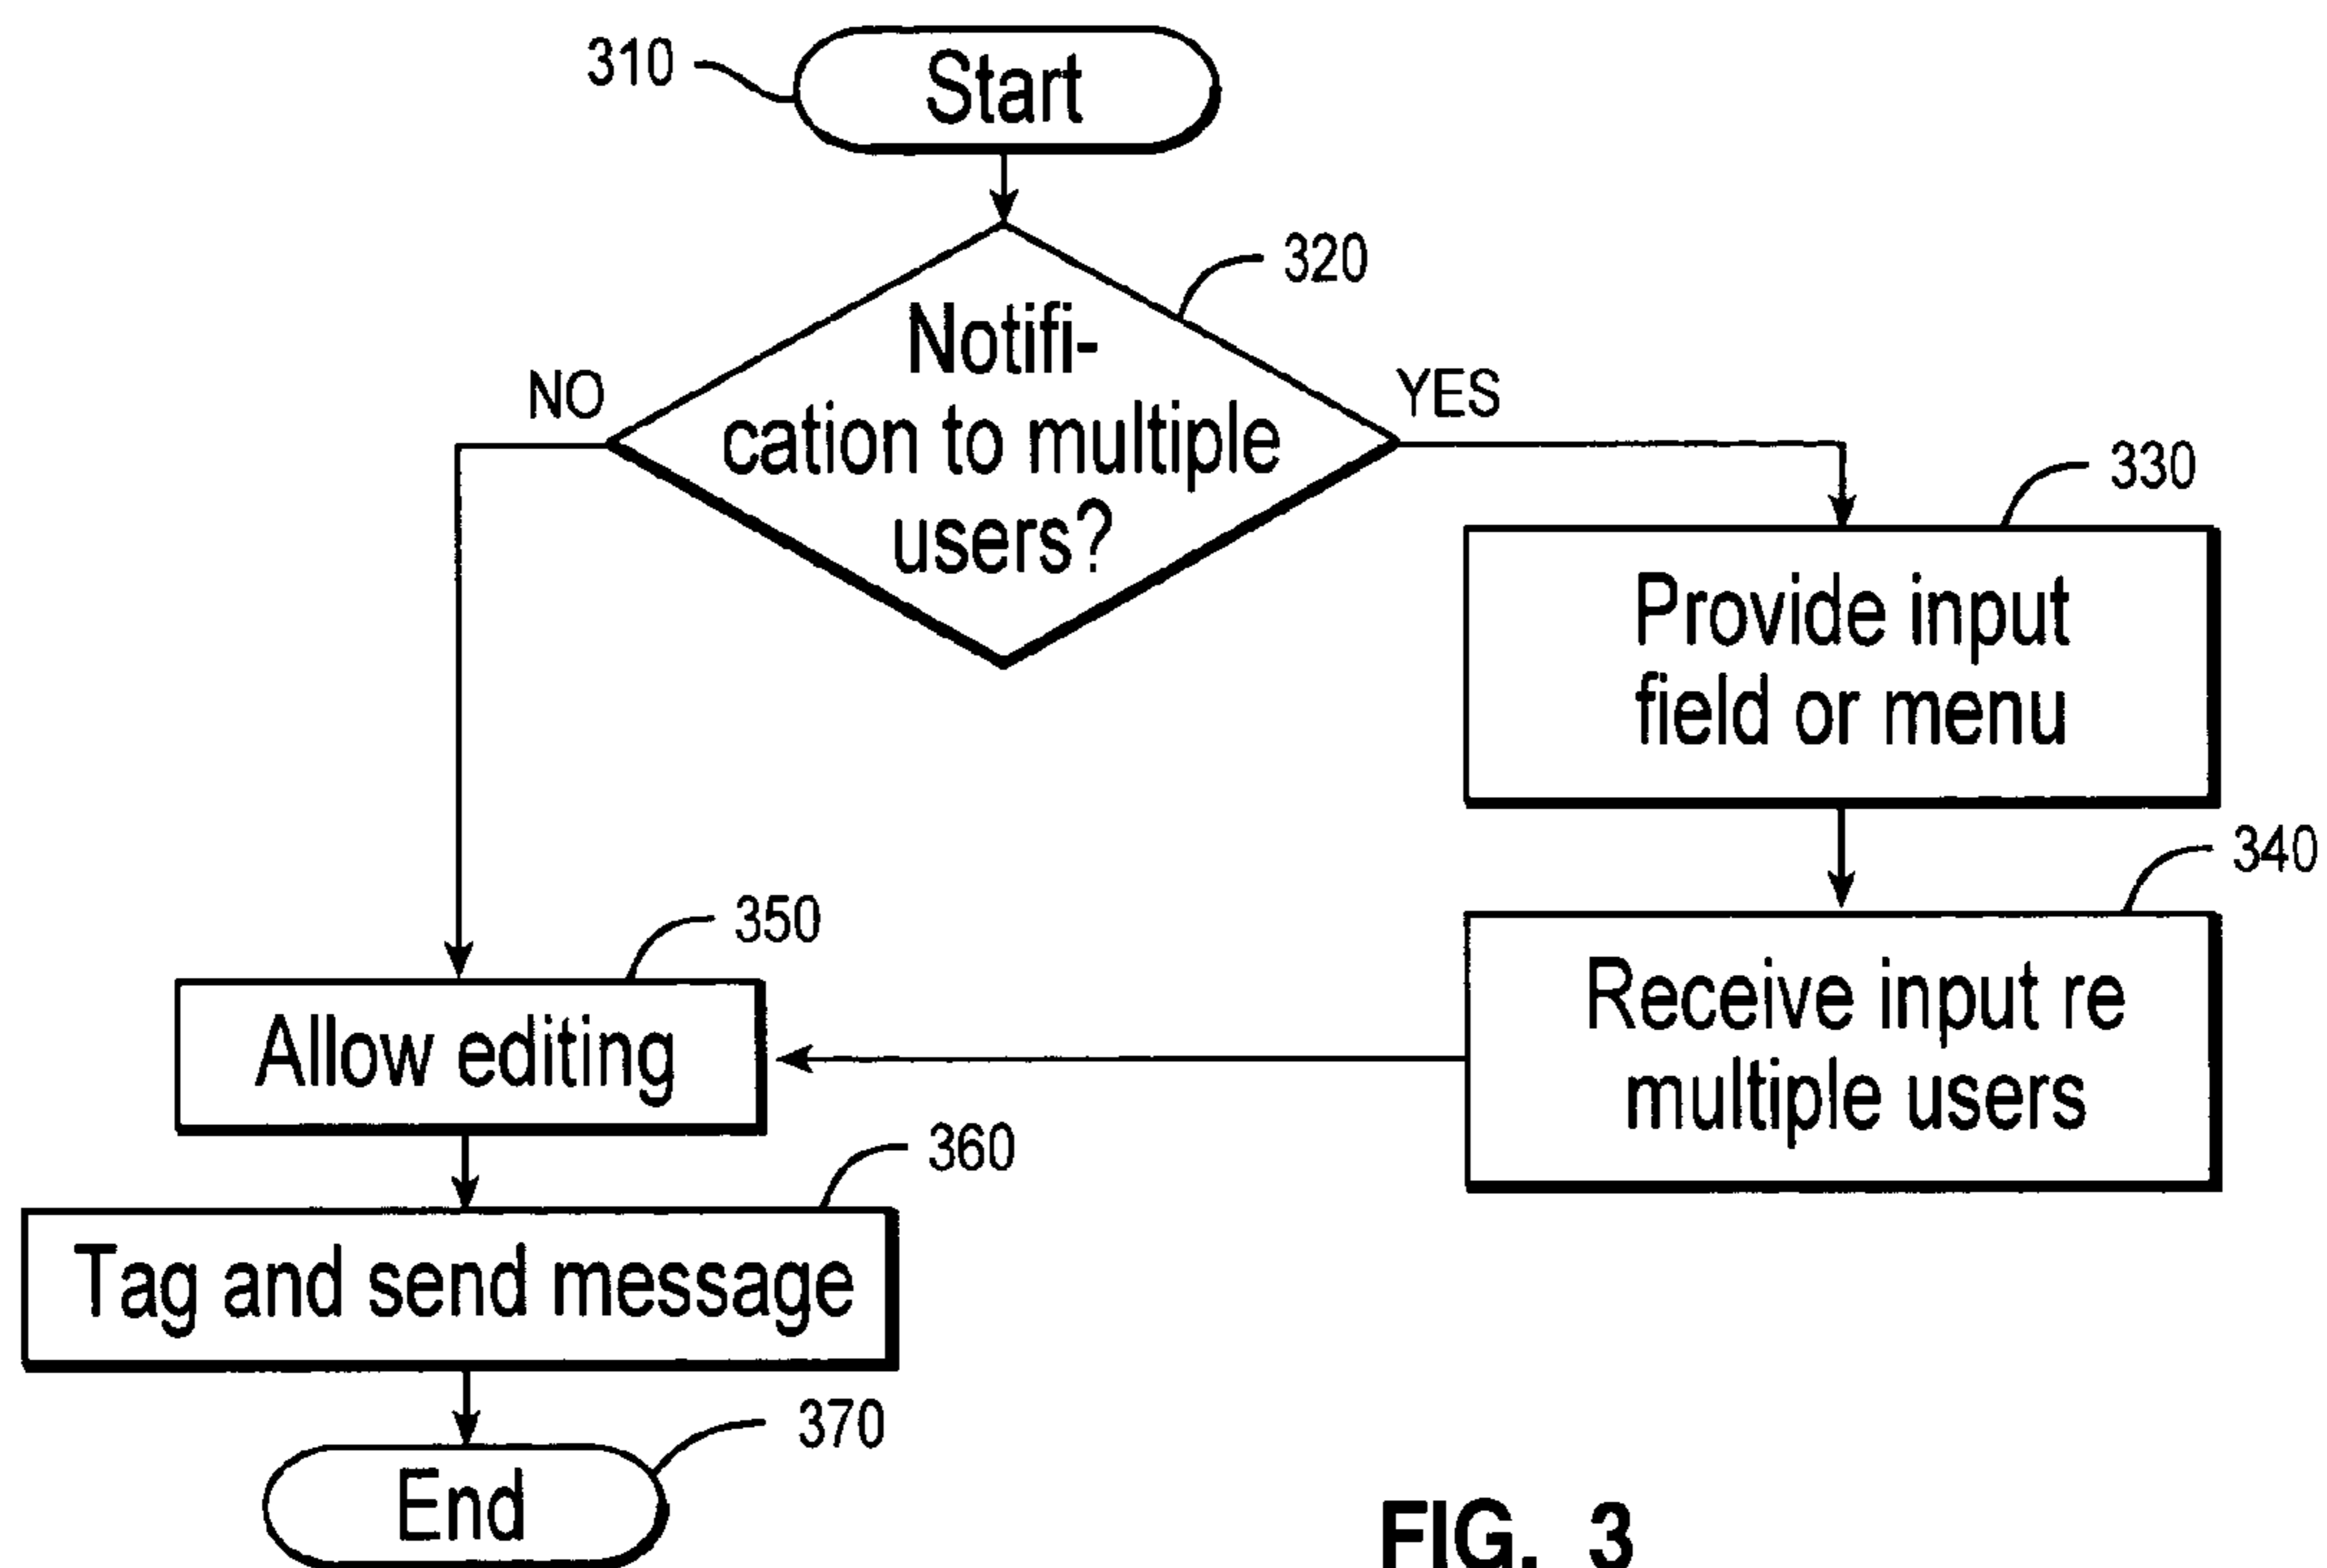 310
Start
320
Notifi-
cation to multiple
users?
NO
YES
330
Provide input
field or menu
340
Receive input re
multiple users
350
Allow editing
360
Tag and send message
370
End
FIG. 3